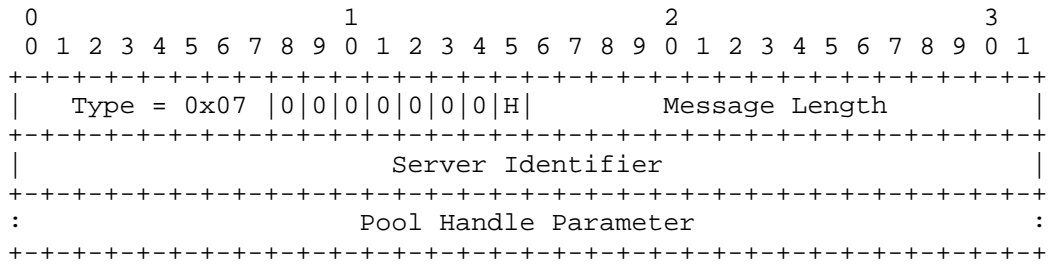 0                   1                   2                   3
 0 1 2 3 4 5 6 7 8 9 0 1 2 3 4 5 6 7 8 9 0 1 2 3 4 5 6 7 8 9 0 1
+-+-+-+-+-+-+-+-+-+-+-+-+-+-+-+-+-+-+-+-+-+-+-+-+-+-+-+-+-+-+-+-+
|   Type = 0x07 |0|0|0|0|0|0|0|H|        Message Length         |
+-+-+-+-+-+-+-+-+-+-+-+-+-+-+-+-+-+-+-+-+-+-+-+-+-+-+-+-+-+-+-+-+
|                       Server Identifier                       |
+-+-+-+-+-+-+-+-+-+-+-+-+-+-+-+-+-+-+-+-+-+-+-+-+-+-+-+-+-+-+-+-+
:                     Pool Handle Parameter                     :
+-+-+-+-+-+-+-+-+-+-+-+-+-+-+-+-+-+-+-+-+-+-+-+-+-+-+-+-+-+-+-+-+